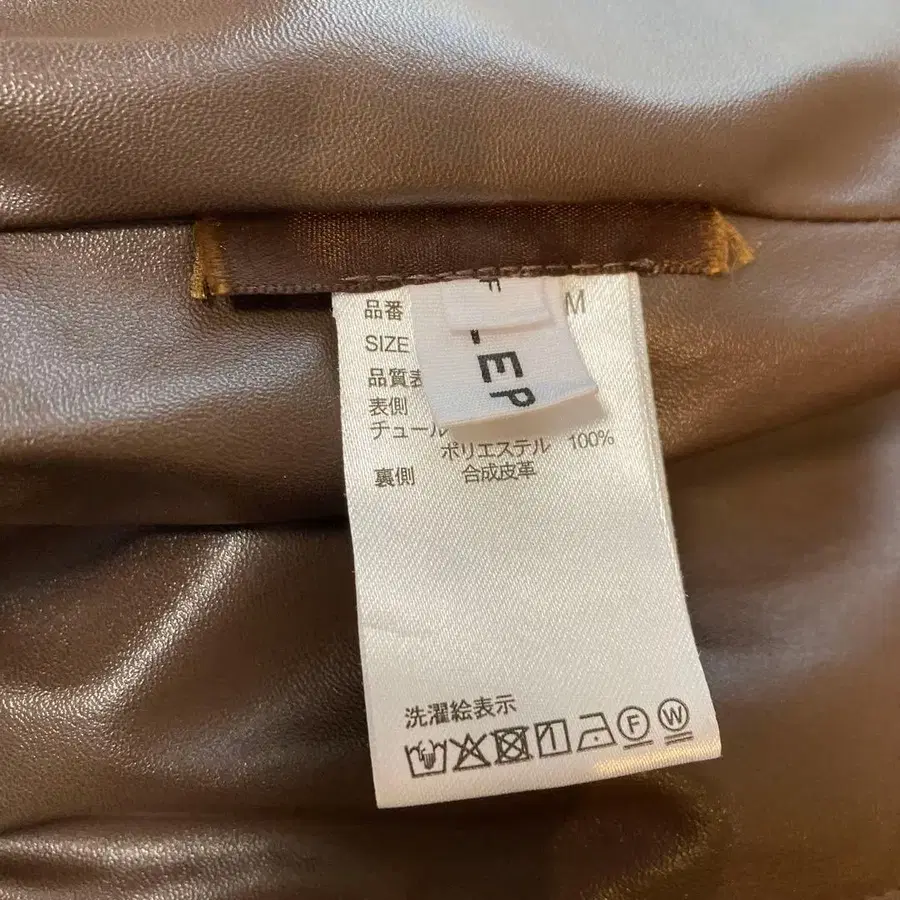 品番 M
SIZE
品質表
表側
チュール
ポリエステル 100%
裏側 合成皮革
EP
洗濯絵表示
F W